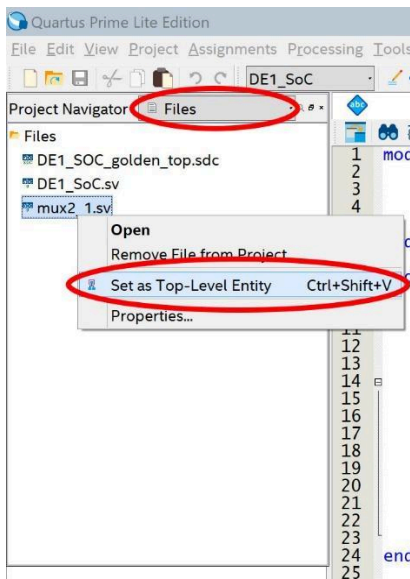 Quartus Prime Lite Edition
File Edit View Project Assignments Processing Tools
DE1_SoC
Project Navigator Files
abc
Files
DE1_SOC_golden_top.sdc
DE1_SoC.sv
mux2_1.sv
Open
Remove File from Project
Set as Top-Level Entity Ctrl+Shift+V
Properties...
1 mod
2
3
4
11
12
13
14
15
16
17
18
19
20
21
22
23
24 end
25